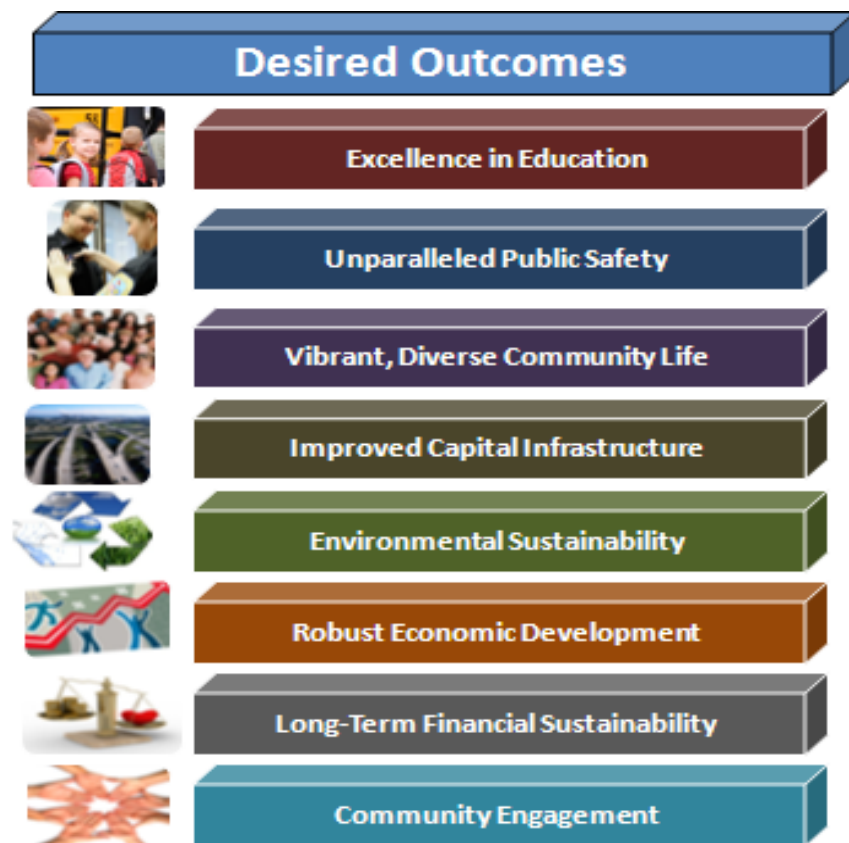 Desired Outcomes
Excellence in Education
Unparalleled Public Safety
Vibrant, Diverse Community Life
Improved Capital Infrastructure
Environmental Sustainability
Robust Economic Development
Long-Term Financial Sustainability
Community Engagement